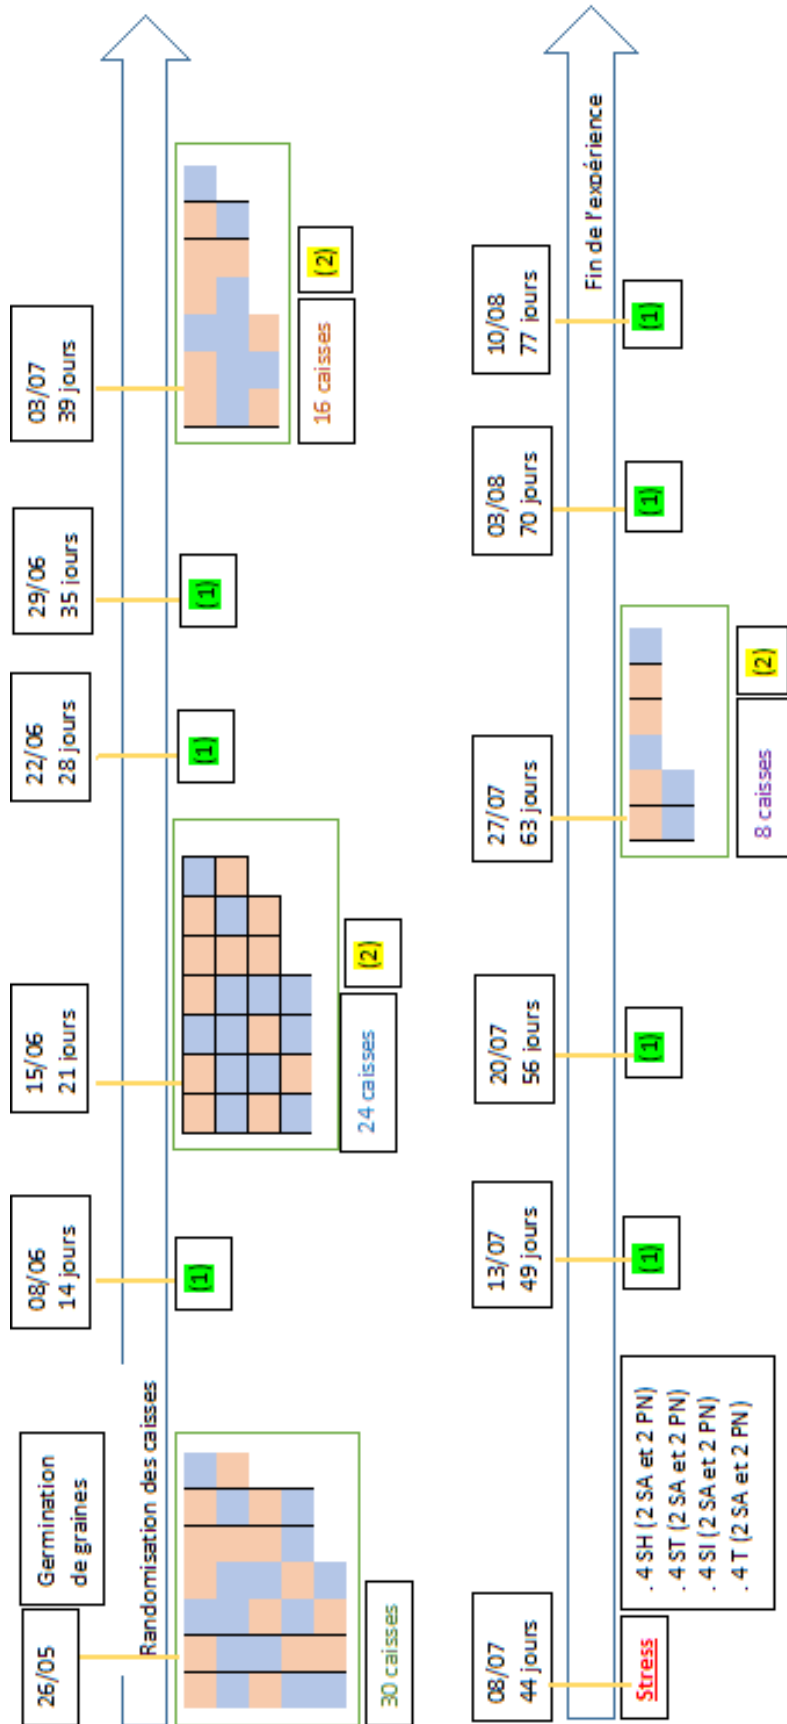 26/05
Germination
de graines
08/06
14 jours
15/06
21 jours
22/06
28 jours
29/06
35 jours
03/07
39 jours
Randomisation des caisses
(1)
(1)
(1)
30 caisses
24 caisses
(2)
16 caisses
(2)
08/07
44 jours
13/07
49 jours
20/07
56 jours
27/07
63 jours
03/08
70 jours
10/08
77 jours
Fin de l'expérience
Stress
. 4 SH (2 SA et 2 PN)
. 4 ST (2 SA et 2 PN)
. 4 SI (2 SA et 2 PN)
. 4 T (2 SA et 2 PN)
(1)
(1)
(1)
(1)
8 caisses
(2)